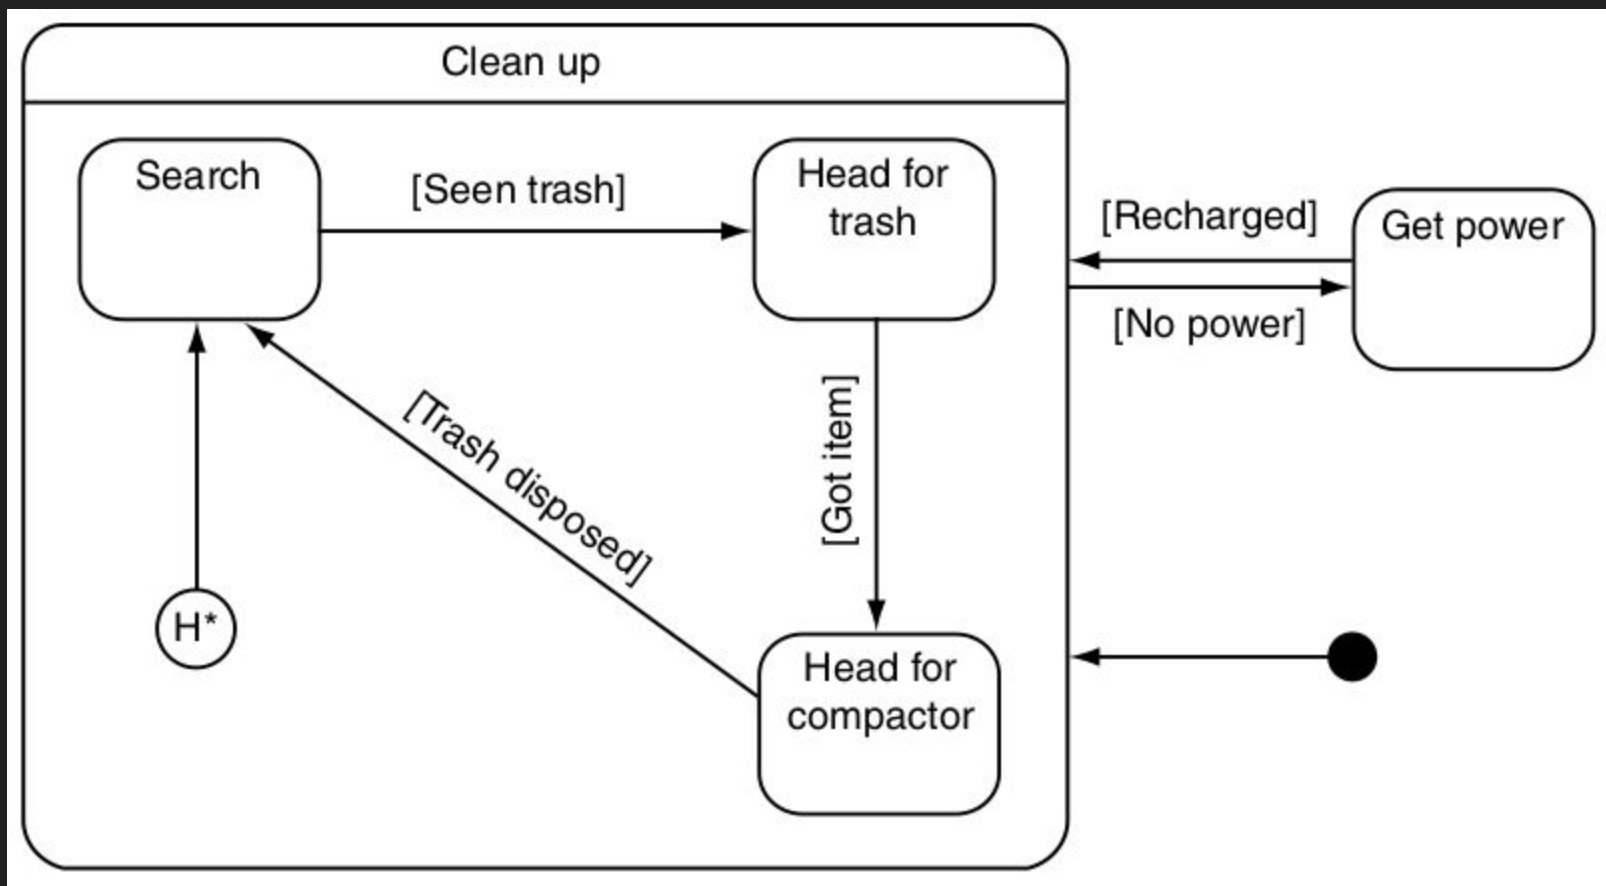 Clean up
Search
[Seen trash]
Head for
trash
[Recharged]
Get power
[No power]
[Trash disposed]
[Got item]
H*
Head for
compactor